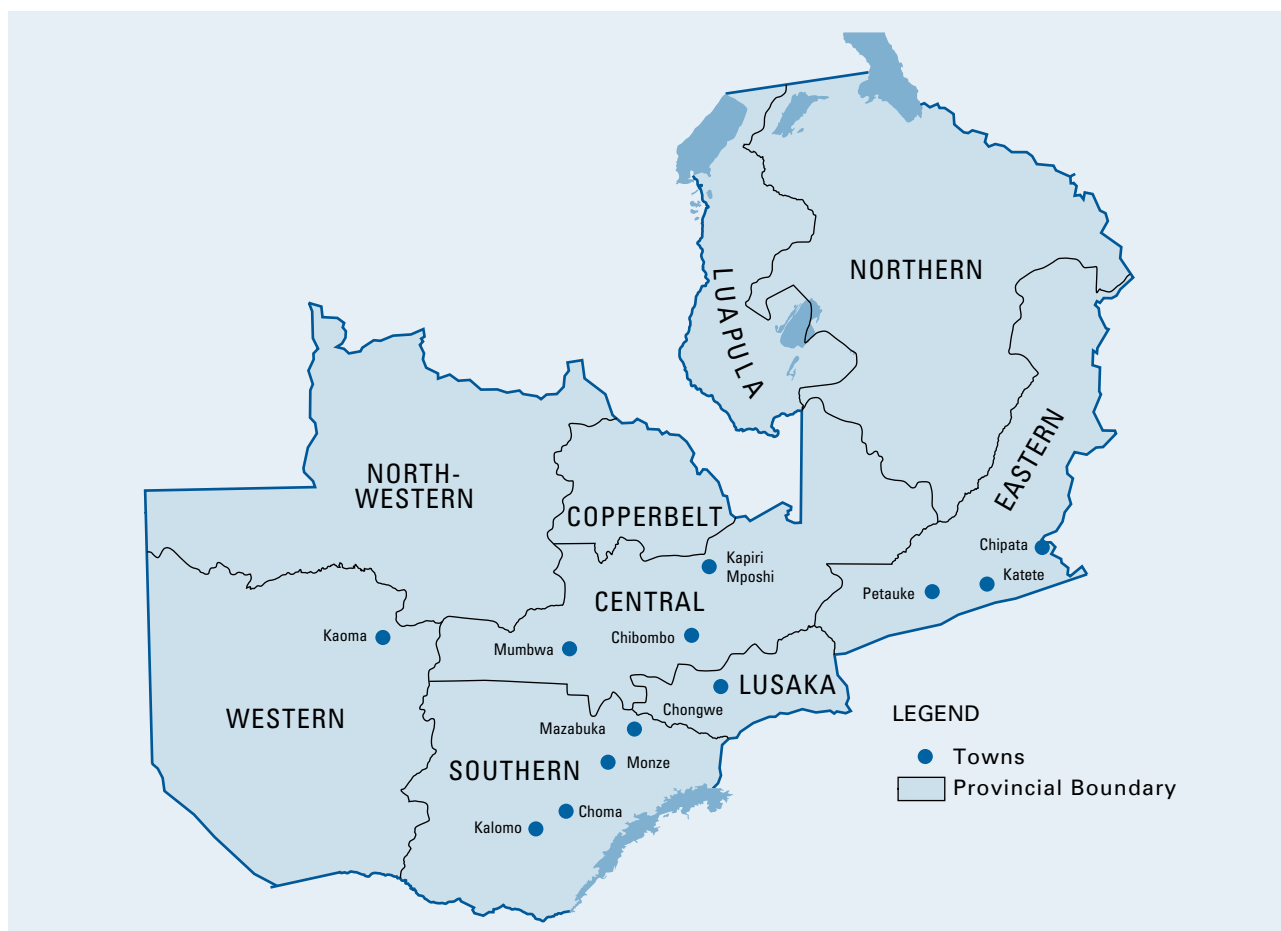 NORTHERN
LUAPULA
EASTERN
NORTH-
WESTERN
COPPERBELT
Chipata
Kapiri
Mposhi
Katete
Petauke
CENTRAL
Kaoma
Chibombo
Mumbwa
LUSAKA
Chongwe
WESTERN
LEGEND
Mazabuka
Towns
Monze
SOUTHERN
Provincial Boundary
Choma
Kalomo